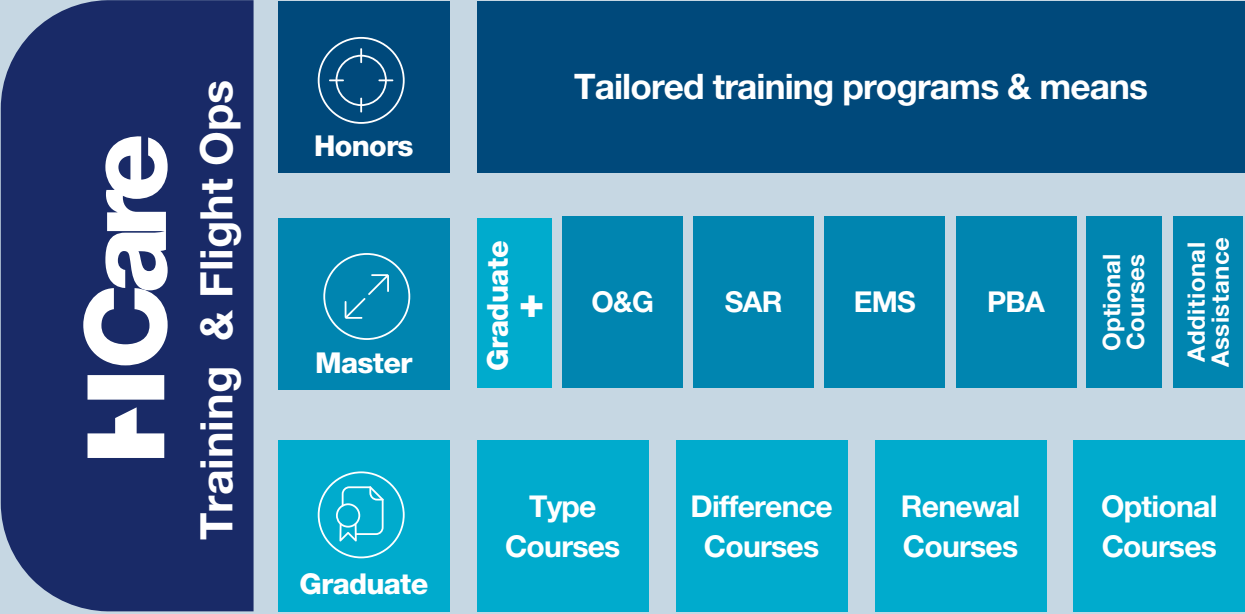 HCare
Training & Flight Ops
Honors
Tailored training programs & means
Master
Graduate
+
O&G
SAR
EMS
PBA
Optional
Courses
Additional
Assistance
Graduate
Type
Courses
Difference
Courses
Renewal
Courses
Optional
Courses